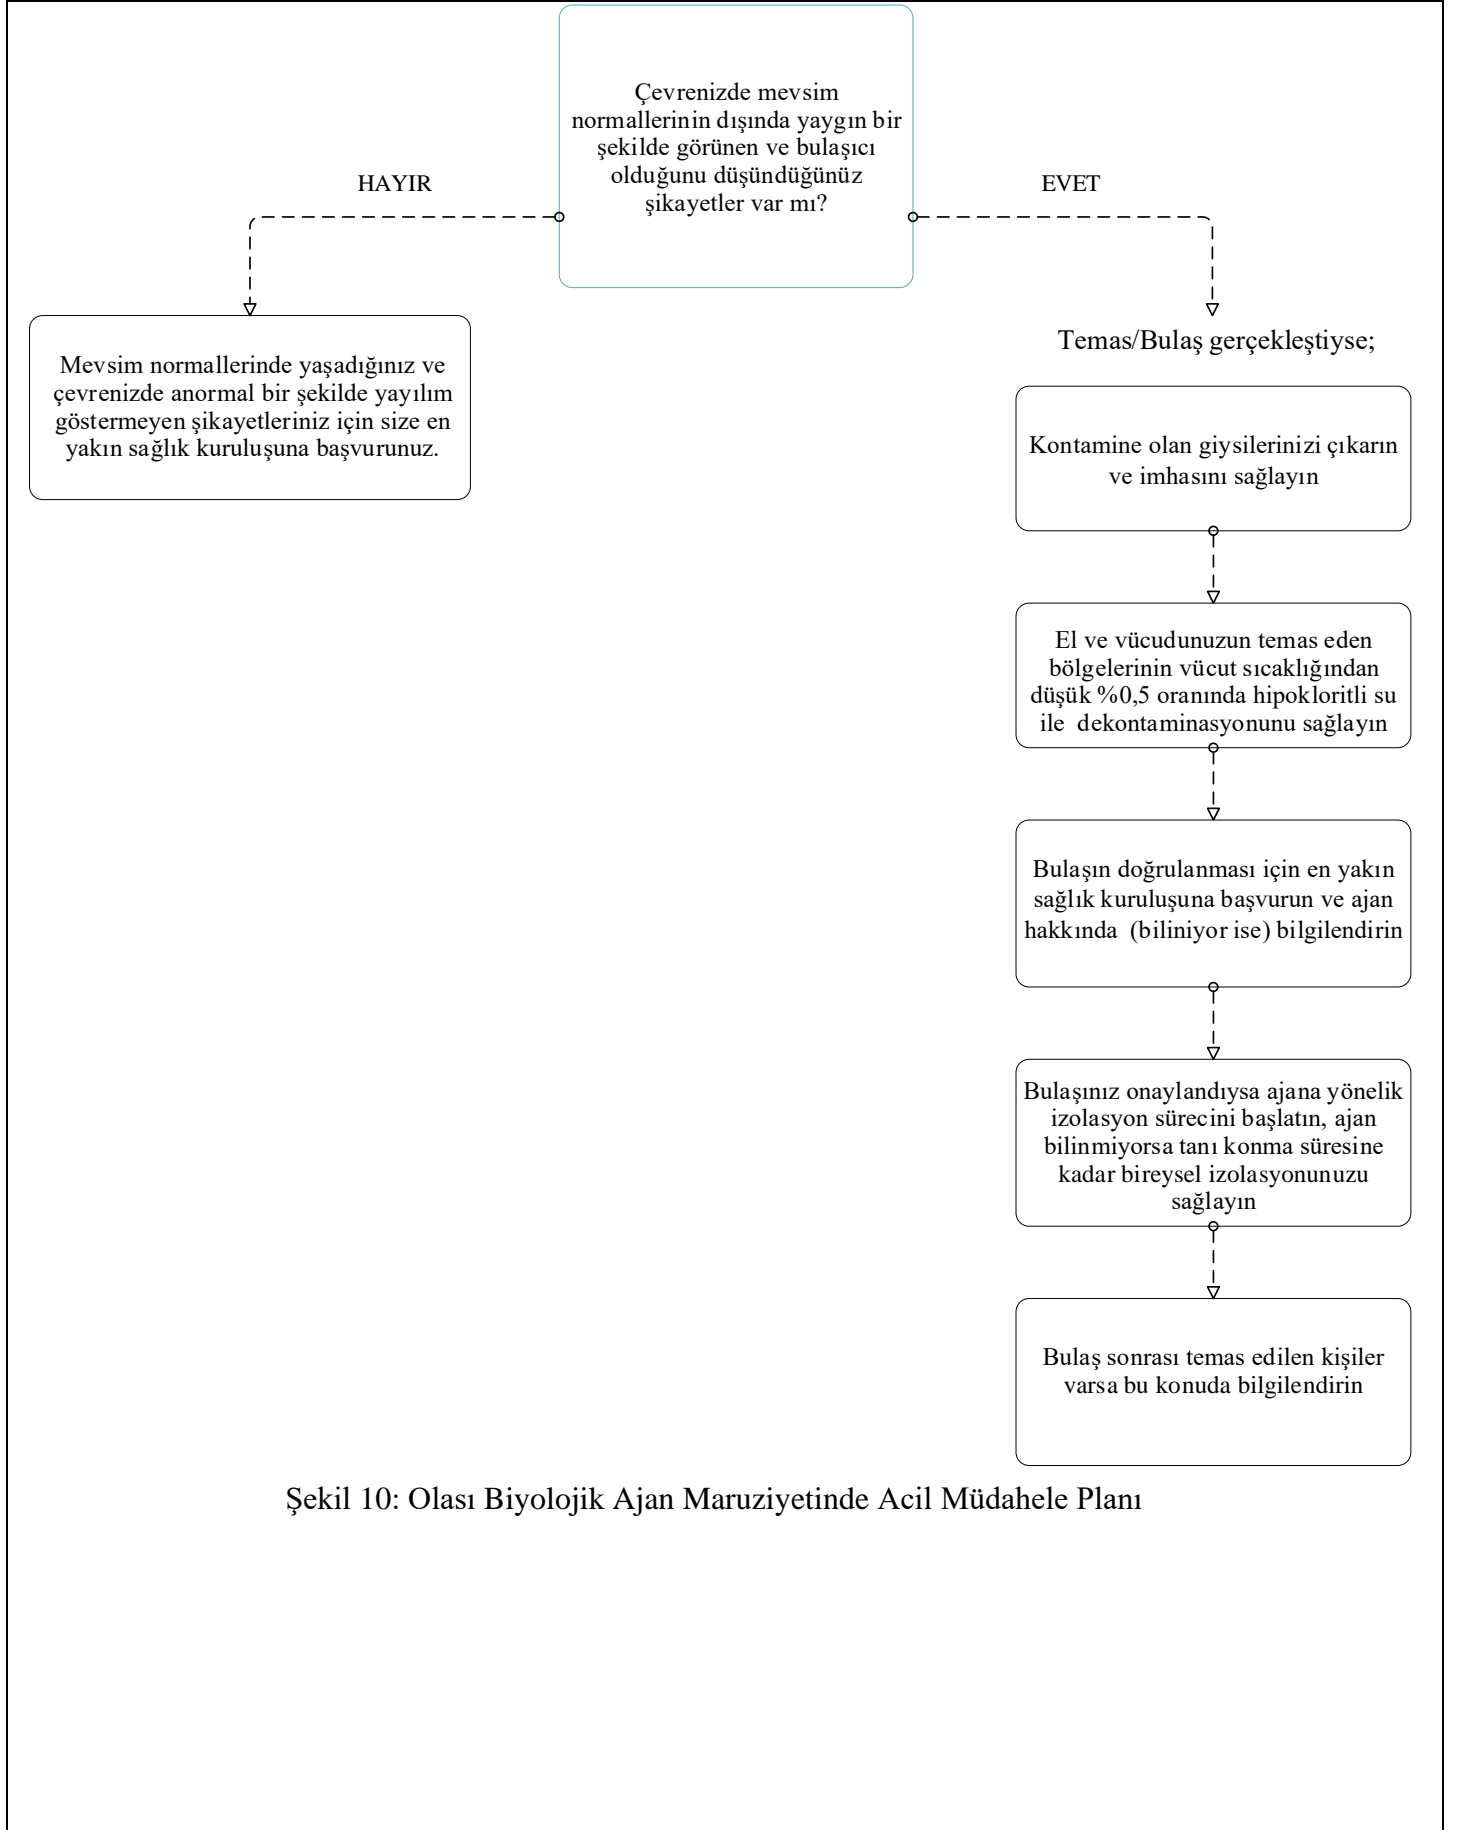 Çevrenizde mevsim
normallerinin dışında yaygın bir
şekilde görünen ve bulaşıcı
olduğunu düşündüğünüz
şikayetler var mı?
HAYIR
EVET
Mevsim normallerinde yaşadığınız ve
çevrenizde anormal bir şekilde yayılım
göstermeyen şikayetleriniz için size en
yakın sağlık kuruluşuna başvurunuz.
Temas/Bulaş gerçekleştiyse;
Kontamine olan giysilerinizi çıkarın
ve imhasını sağlayın
El ve vücudunuzun temas eden
bölgelerinin vücut sıcaklığından
düşük %0,5 oranında hipokloritli su
ile dekontaminasyonunu sağlayın
Bulaşın doğrulanması için en yakın
sağlık kuruluşuna başvurun ve ajan
hakkında (biliniyor ise) bilgilendirin
Bulaşınız onaylandıysa ajana yönelik
izolasyon sürecini başlatın, ajan
bilinmiyorsa tanı konma süresine
kadar bireysel izolasyonunuzu
sağlayın
Bulaş sonrası temas edilen kişiler
varsa bu konuda bilgilendirin
Şekil 10: Olası Biyolojik Ajan Maruziyetinde Acil Müdahele Planı